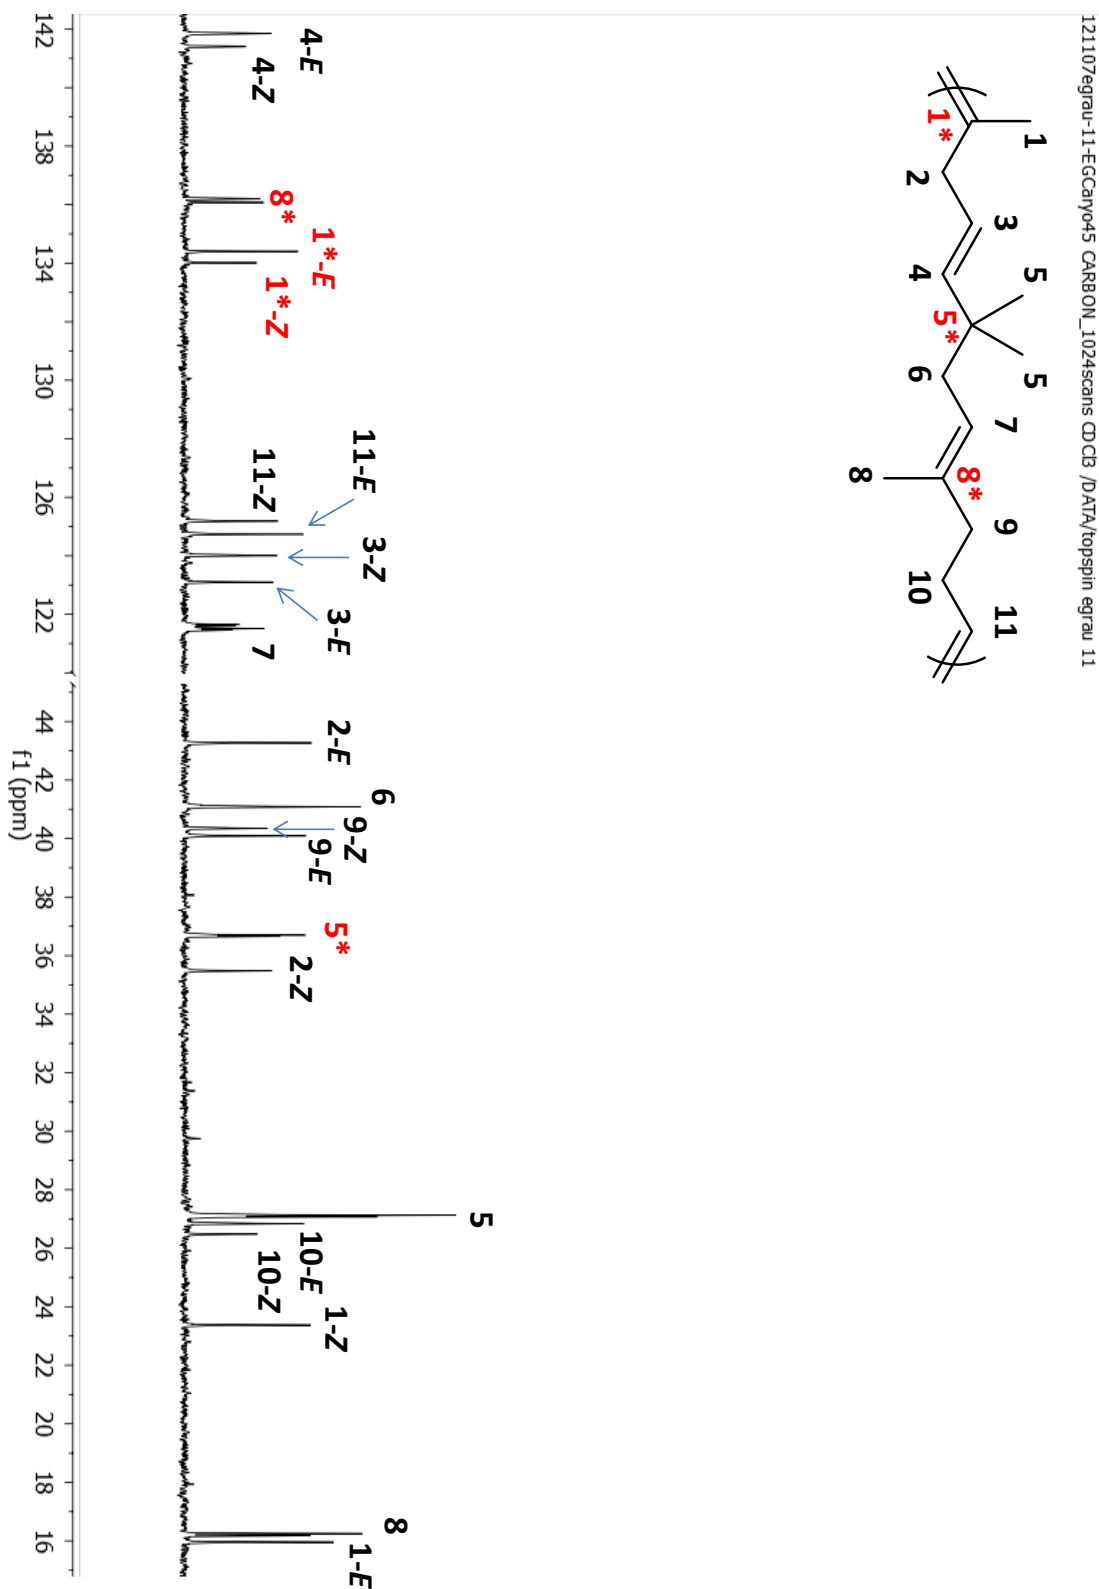 121107egrau-11-EGCaryo45 CARBON_1024scans CDCl3 /DATA/topspin egrau 11
1
3
5
5
7
11
9
1*
5*
8*
2
4
6
10
8
5
4-E
4-Z
8*
1*-E
1*-Z
11-E
11-Z
3-Z
3-E
7
2-E
6
9-Z
9-E
5*
2-Z
10-E
10-Z
1-Z
8
1-E
142
138
134
130
126
122
44
42
40
38
36
34
32
30
28
26
24
22
20
18
16
f1 (ppm)